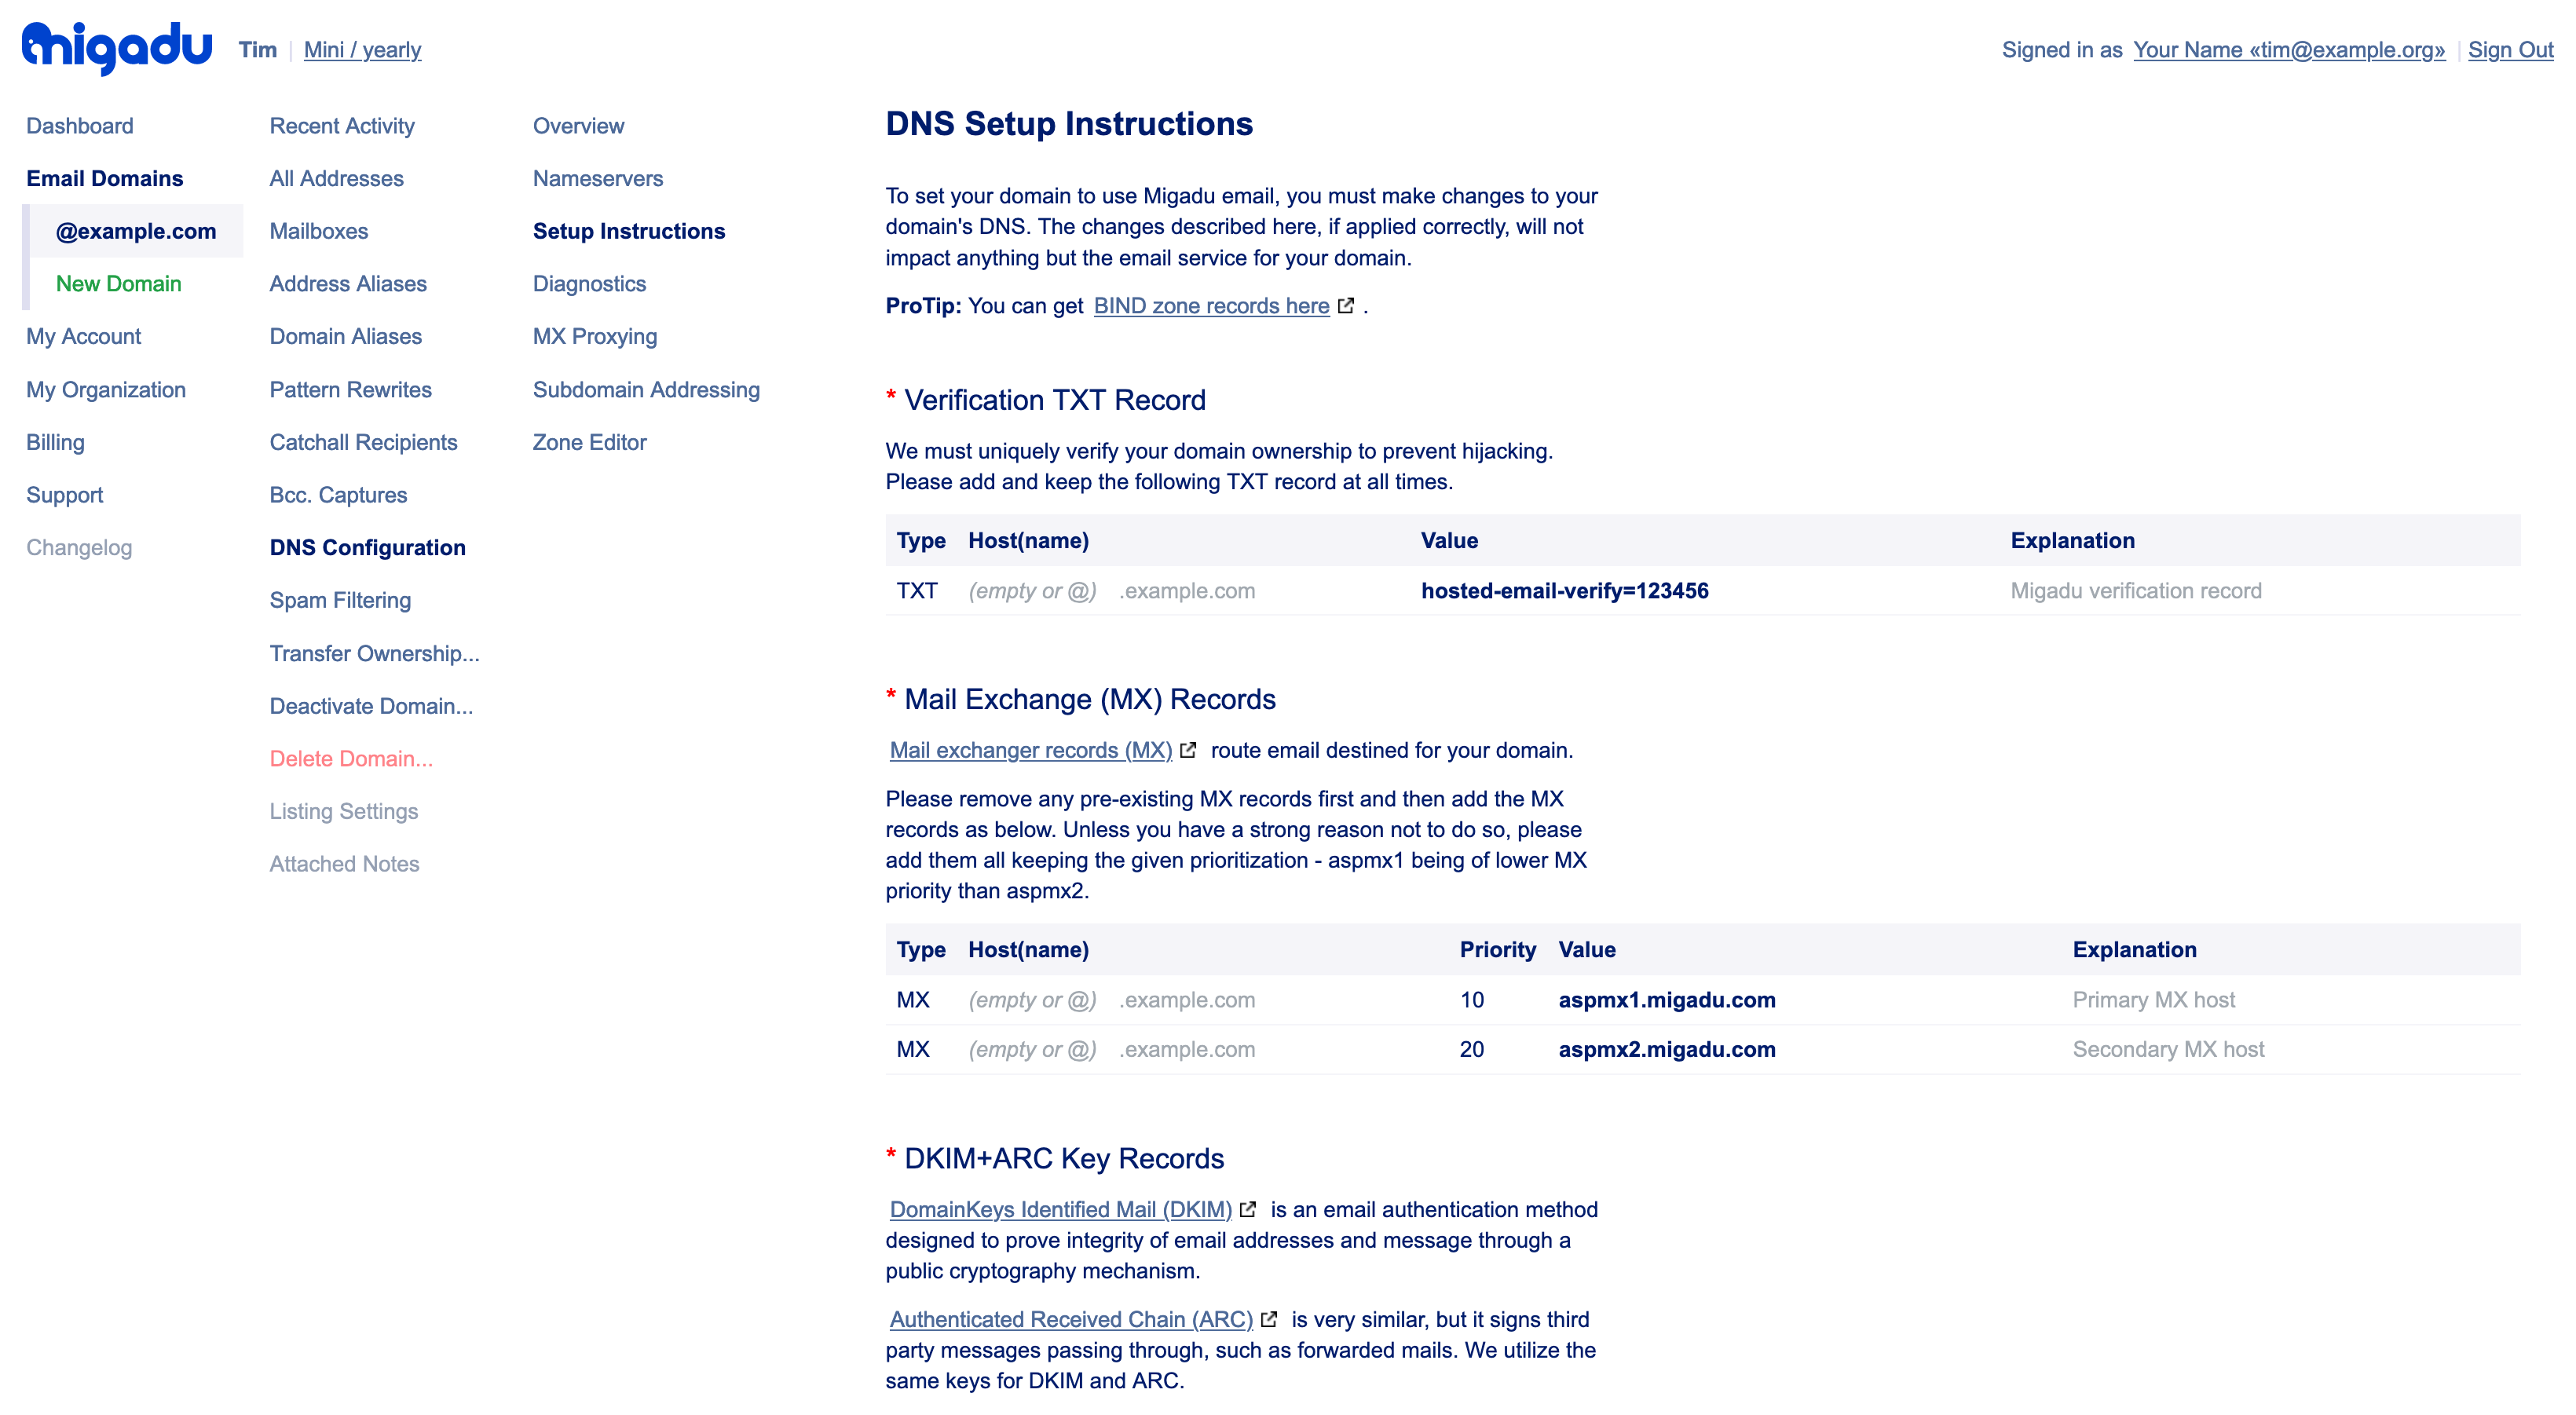 migadu Tim Mini / yearly Signed in as Your Name «tim@example.org» Sign Out
Dashboard
Email Domains
@example.com
New Domain
My Account
My Organization
Billing
Support
Changelog
Recent Activity
All Addresses
Mailboxes
Address Aliases
Domain Aliases
Pattern Rewrites
Catchall Recipients
Bcc. Captures
DNS Configuration
Spam Filtering
Transfer Ownership...
Deactivate Domain...
Delete Domain...
Listing Settings
Attached Notes
Overview
Nameservers
Setup Instructions
Diagnostics
MX Proxying
Subdomain Addressing
Zone Editor
DNS Setup Instructions
To set your domain to use Migadu email, you must make changes to your
domain's DNS. The changes described here, if applied correctly, will not
impact anything but the email service for your domain.
ProTip: You can get BIND zone records here .
* Verification TXT Record
We must uniquely verify your domain ownership to prevent hijacking.
Please add and keep the following TXT record at all times.
Type Host(name) Value Explanation
TXT (empty or @) .example.com hosted-email-verify=123456 Migadu verification record
* Mail Exchange (MX) Records
Mail exchanger records (MX) route email destined for your domain.
Please remove any pre-existing MX records first and then add the MX
records as below. Unless you have a strong reason not to do so, please
add them all keeping the given prioritization - aspmx1 being of lower MX
priority than aspmx2.
Type Host(name) Priority Value Explanation
MX (empty or @) .example.com 10 aspmx1.migadu.com Primary MX host
MX (empty or @) .example.com 20 aspmx2.migadu.com Secondary MX host
* DKIM+ARC Key Records
DomainKeys Identified Mail (DKIM) is an email authentication method
designed to prove integrity of email addresses and message through a
public cryptography mechanism.
Authenticated Received Chain (ARC) is very similar, but it signs third
party messages passing through, such as forwarded mails. We utilize the
same keys for DKIM and ARC.